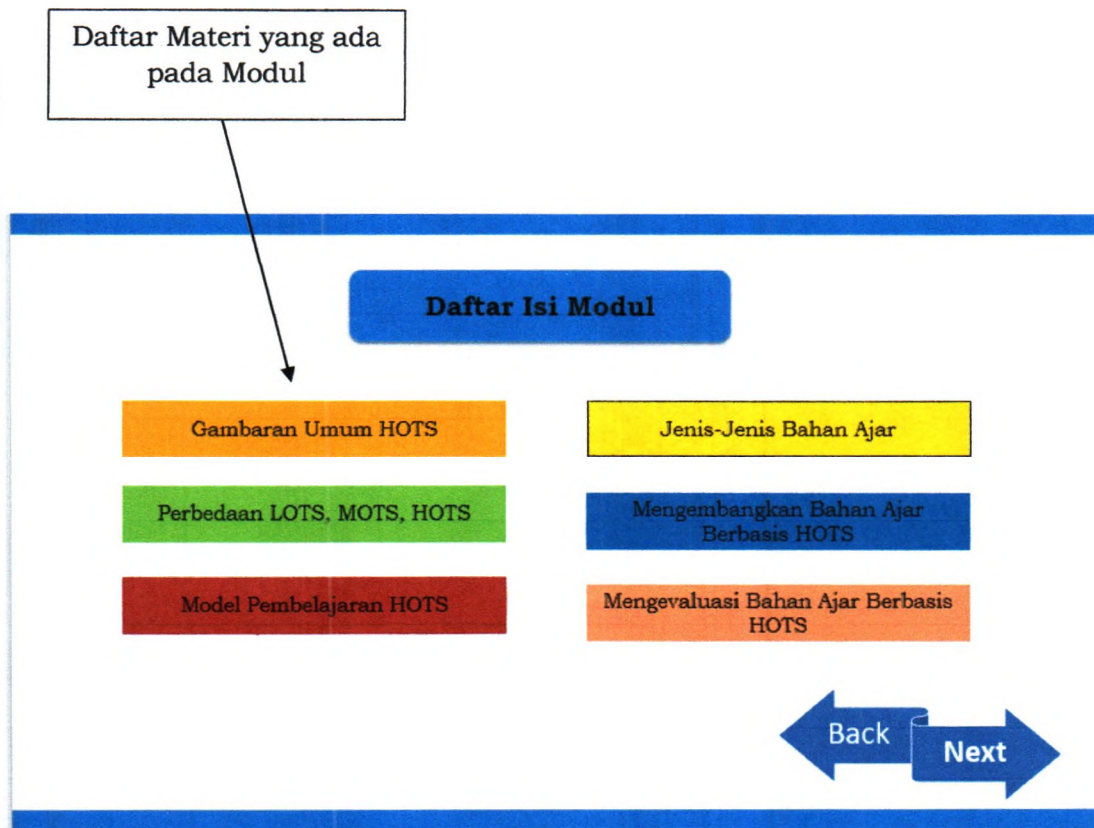 Daftar Materi yang ada
pada Modul
Daftar Isi Modul
Gambaran Umum HOTS
Perbedaan LOTS, MOTS, HOTS
Model Pembelajaran HOTS
Jenis-Jenis Bahan Ajar
Mengembangkan Bahan Ajar
Berbasis HOTS
Mengevaluasi Bahan Ajar Berbasis
HOTS
Back
Next